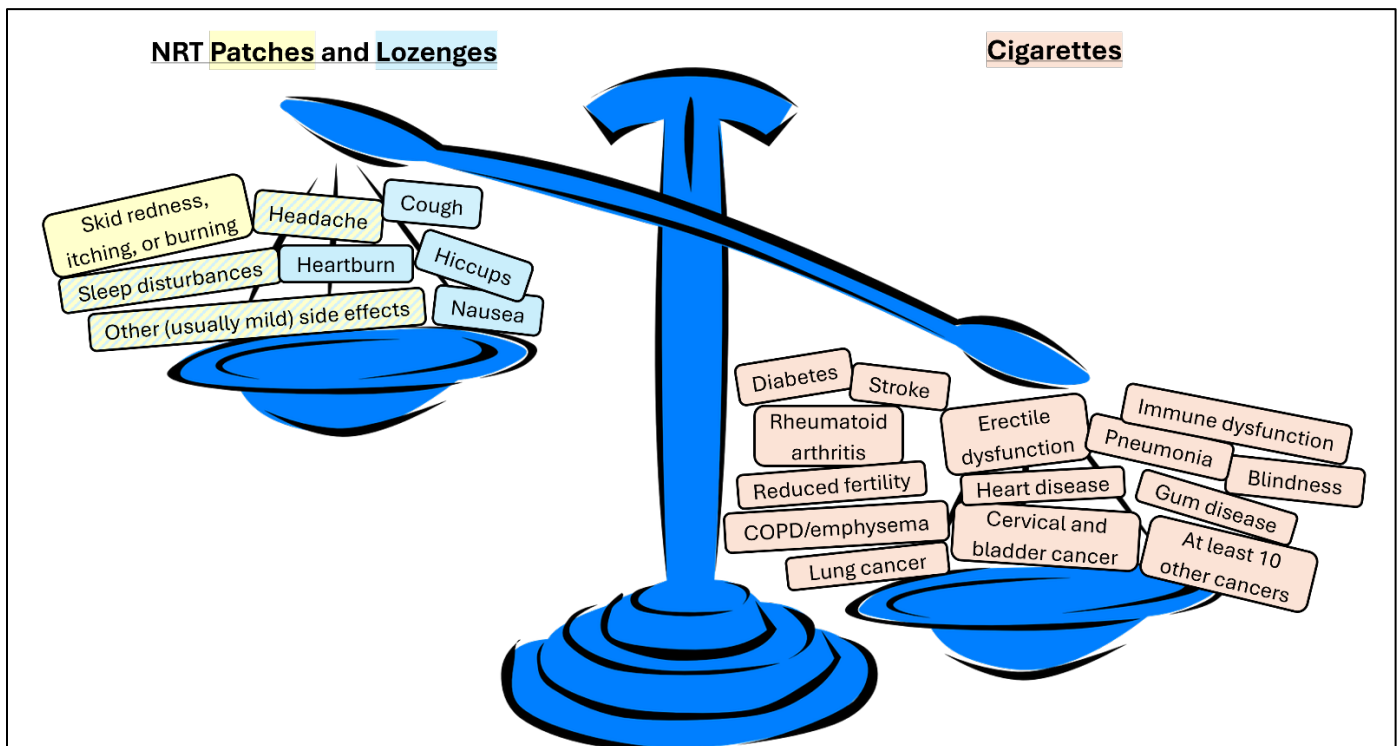 NRT Patches and Lozenges
Cigarettes
Skid redness,
itching, or burning
Headache
Cough
Sleep disturbances
Heartburn
Hiccups
Other (usually mild) side effects
Nausea
Diabetes
Stroke
Rheumatoid
arthritis
Erectile
dysfunction
Immune dysfunction
Pneumonia
Blindness
Reduced fertility
Heart disease
Gum disease
COPD/emphysema
Cervical and
bladder cancer
At least 10
other cancers
Lung cancer